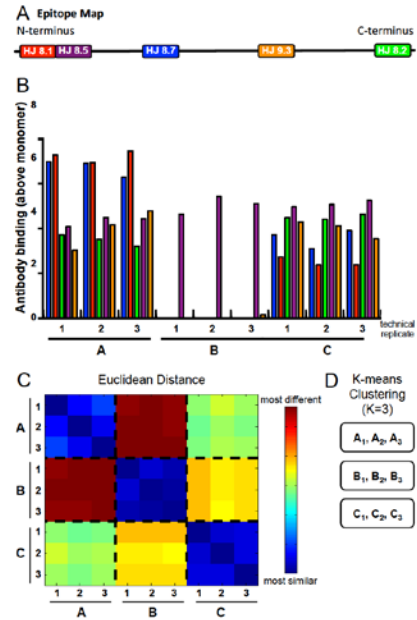 A
Epitope Map
N-terminus C-terminus
HJ 8.1 HJ 8.5 HJ 8.7 HJ 9.3 HJ 8.2
B
Antibody binding (above monomer)
8
6
4
2
0
1 2 3 1 2 3 1 2 3 technical replicate
A B C
C
Euclidean Distance
most different
most similar
A 1 2 3
B 1 2 3
C 1 2 3
1 2 3 1 2 3 1 2 3
A B C
D
K-means
Clustering
(K=3)
A1, A2, A3
B1, B2, B3
C1, C2, C3